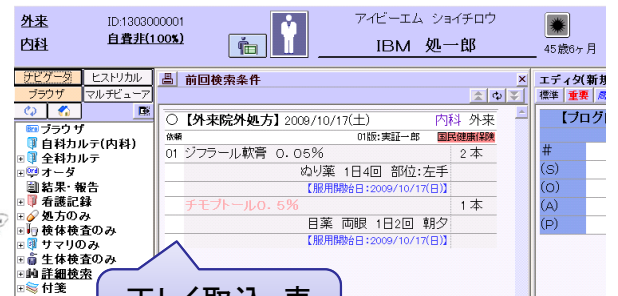 外来 ID:1303000001 アイビーエム ショイチロウ
内科 自費非(100%) IBM 処一郎 45歳6ヶ月
ナビゲータ ヒストリカル 前回検索条件 エディタ(新規
ブラウザ マルチビューア 標準 重要
ブラウザ
自科カルテ(内科)
全科カルテ
オーダ
結果・報告
看護記録
処方のみ
検体検査のみ
サマリのみ
生体検査のみ
詳細検索
付箋
〇【外来院外処方】2009/10/17(土) 内科 外来
依頼 01版:実証一郎 国民健康保険
01 ジフラール軟膏 0.05% 2本
ぬり薬 1日4回 部位:左手
【服用開始日:2009/10/17(日)】
チモプトール0.5% 1本
目薬 両眼 1日2回 朝夕
【服用開始日:2009/10/17(日)】
【プログ
#
(S)
(O)
(A)
(P)